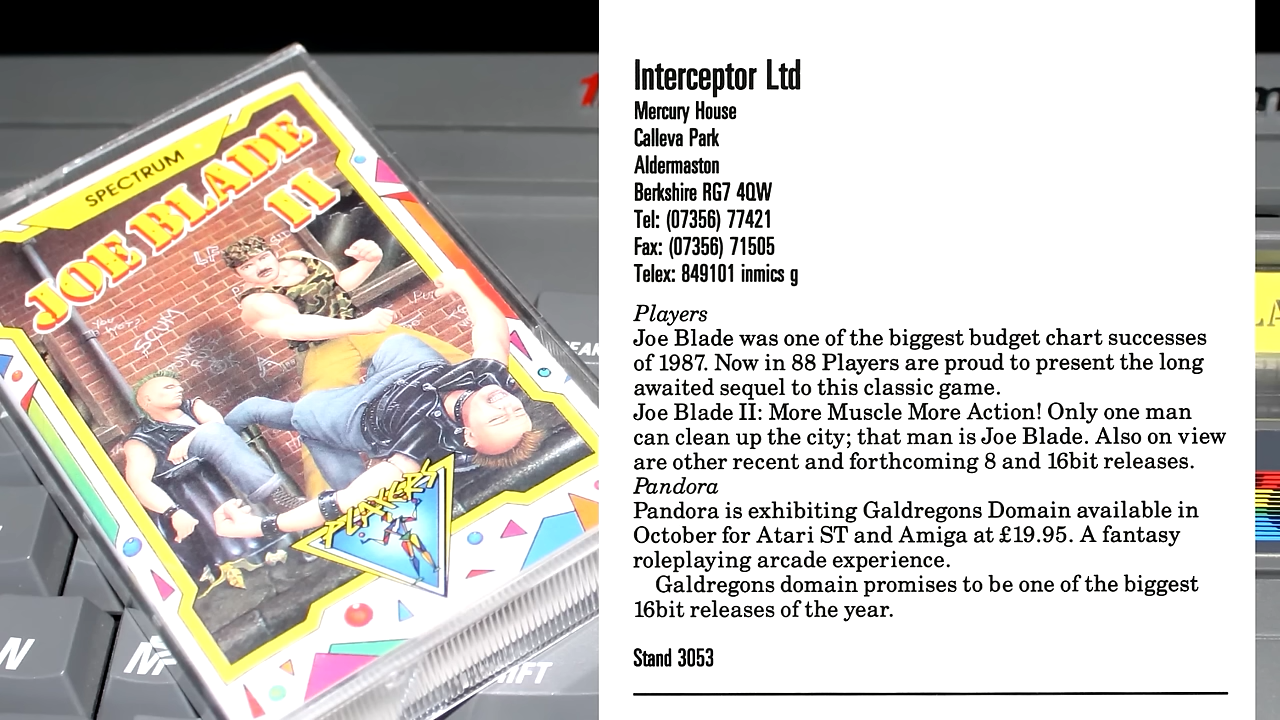 SPECTRUM
JOE BLADE
II
PLAYERS
Interceptor Ltd
Mercury House
Calleva Park
Aldermaston
Berkshire RG7 4QW
Tel: (07356) 77421
Fax: (07356) 71505
Telex: 849101 inmics g
Players
Joe Blade was one of the biggest budget chart successes
of 1987. Now in 88 Players are proud to present the long
awaited sequel to this classic game.
Joe Blade II: More Muscle More Action! Only one man
can clean up the city; that man is Joe Blade. Also on view
are other recent and forthcoming 8 and 16bit releases.
Pandora
Pandora is exhibiting Galdregons Domain available in
October for Atari ST and Amiga at £19.95. A fantasy
roleplaying arcade experience.
Galdregons domain promises to be one of the biggest
16bit releases of the year.
Stand 3053